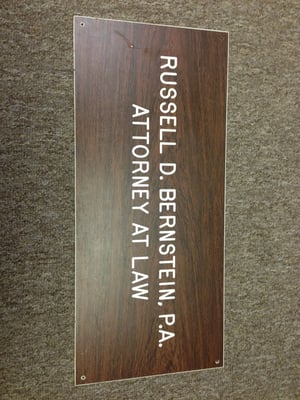 RUSSELL D. BERNSTEIN, P.A.
ATTORNEY AT LAW